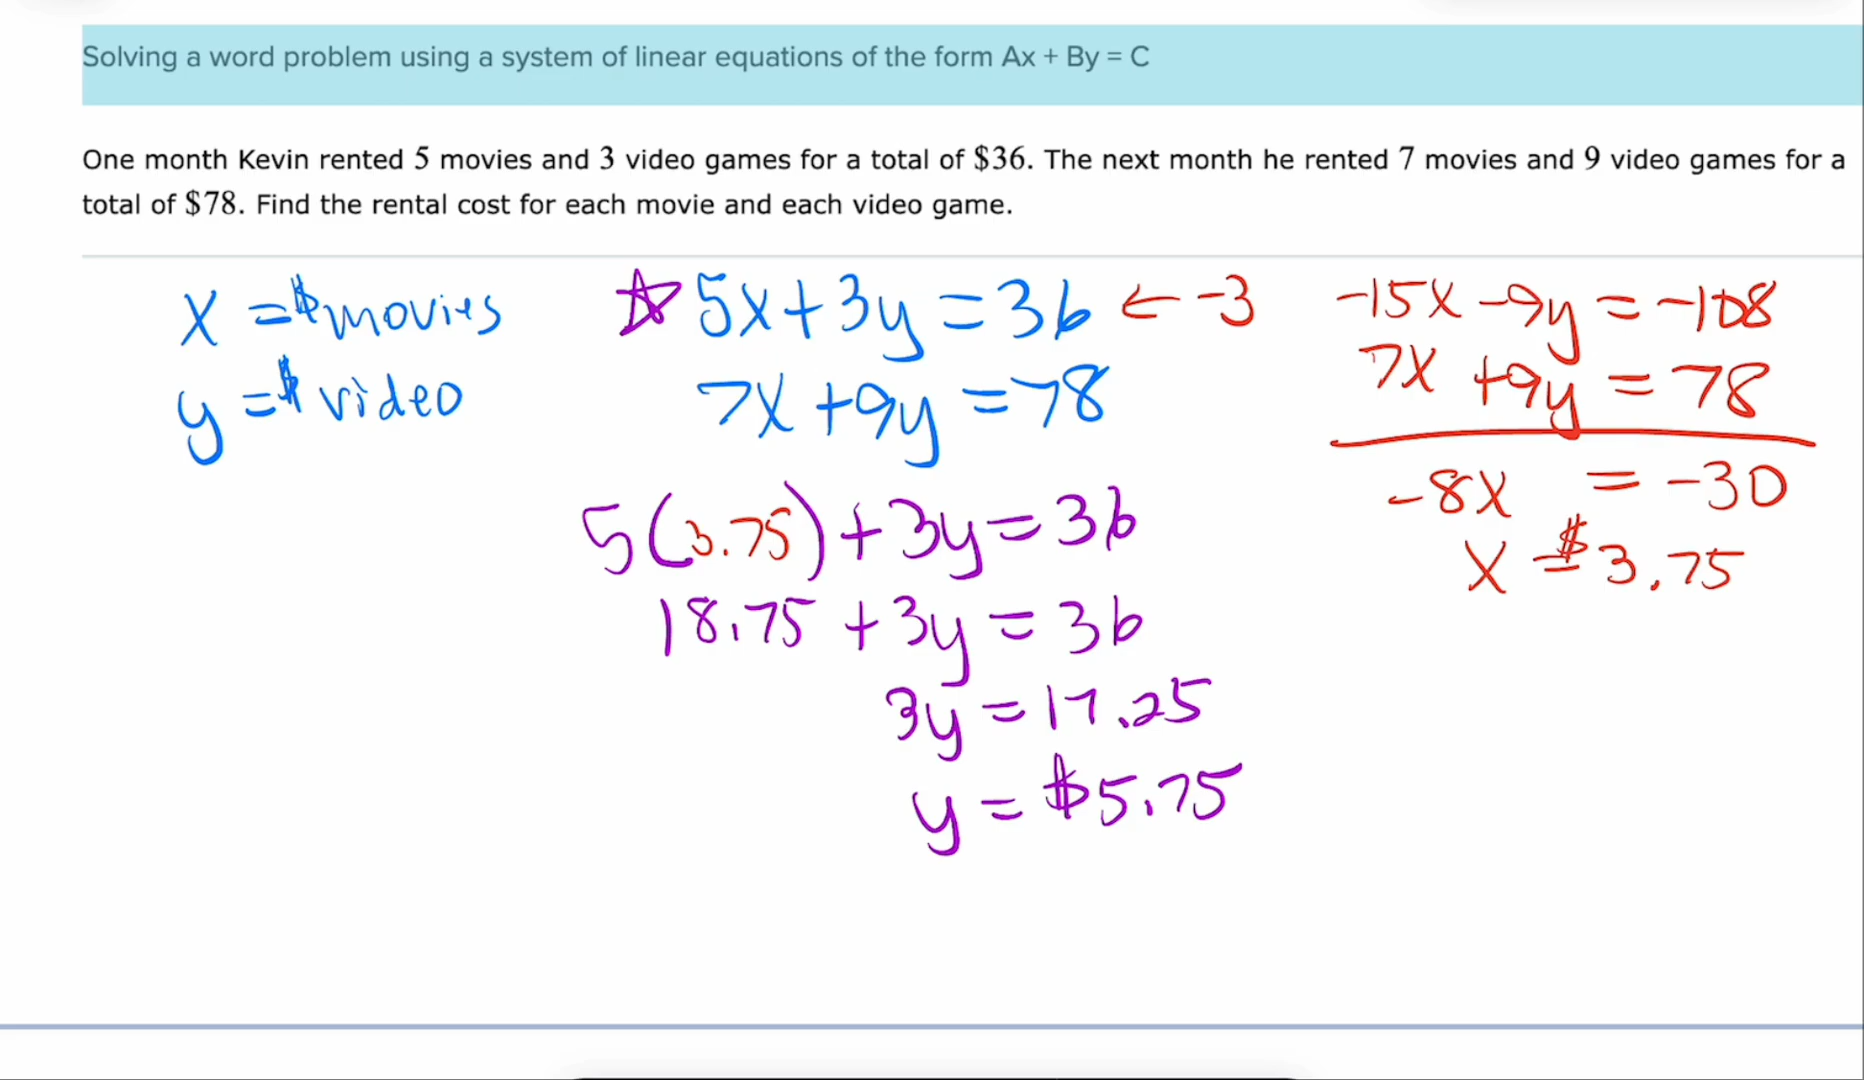 Solving a word problem using a system of linear equations of the form Ax + By = C
One month Kevin rented 5 movies and 3 video games for a total of $36. The next month he rented 7 movies and 9 video games for a
total of $78. Find the rental cost for each movie and each video game.
x = $ movies
y = $ video
☆ 5x + 3y = 36 ← -3
7x + 9y = 78
5(3.75) + 3y = 36
18.75 + 3y = 36
3y = 17.25
y = $5.75
-15x - 9y = -108
7x + 9y = 78
-8x = -30
x = $3.75